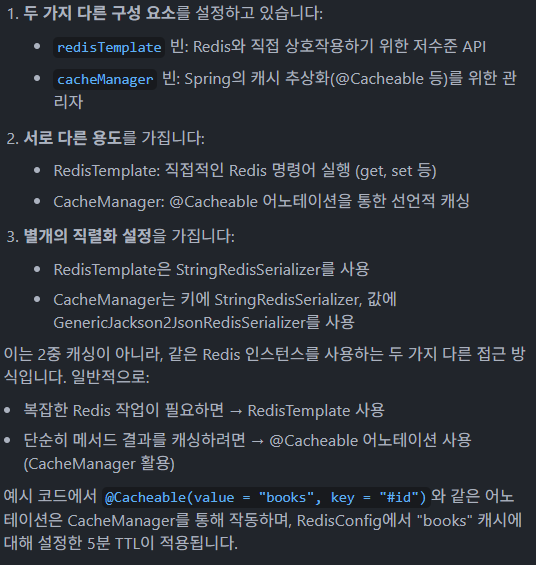 1. 두 가지 다른 구성 요소를 설정하고 있습니다:
• redisTemplate 빈: Redis와 직접 상호작용하기 위한 저수준 API
• cacheManager 빈: Spring의 캐시 추상화(@Cacheable 등)를 위한 관
리자
2. 서로 다른 용도를 가집니다:
• RedisTemplate: 직접적인 Redis 명령어 실행 (get, set 등)
• CacheManager: @Cacheable 어노테이션을 통한 선언적 캐싱
3. 별개의 직렬화 설정을 가집니다:
• RedisTemplate은 StringRedisSerializer를 사용
• CacheManager는 키에 StringRedisSerializer, 값에
GenericJackson2JsonRedisSerializer를 사용
이는 2중 캐싱이 아니라, 같은 Redis 인스턴스를 사용하는 두 가지 다른 접근 방
식입니다. 일반적으로:
• 복잡한 Redis 작업이 필요하면 → RedisTemplate 사용
• 단순히 메서드 결과를 캐싱하려면 → @Cacheable 어노테이션 사용
(CacheManager 활용)
예시 코드에서 @Cacheable(value = "books", key = "#id") 와 같은 어노
테이션은 CacheManager를 통해 작동하며, RedisConfig에서 "books" 캐시에
대해 설정한 5분 TTL이 적용됩니다.